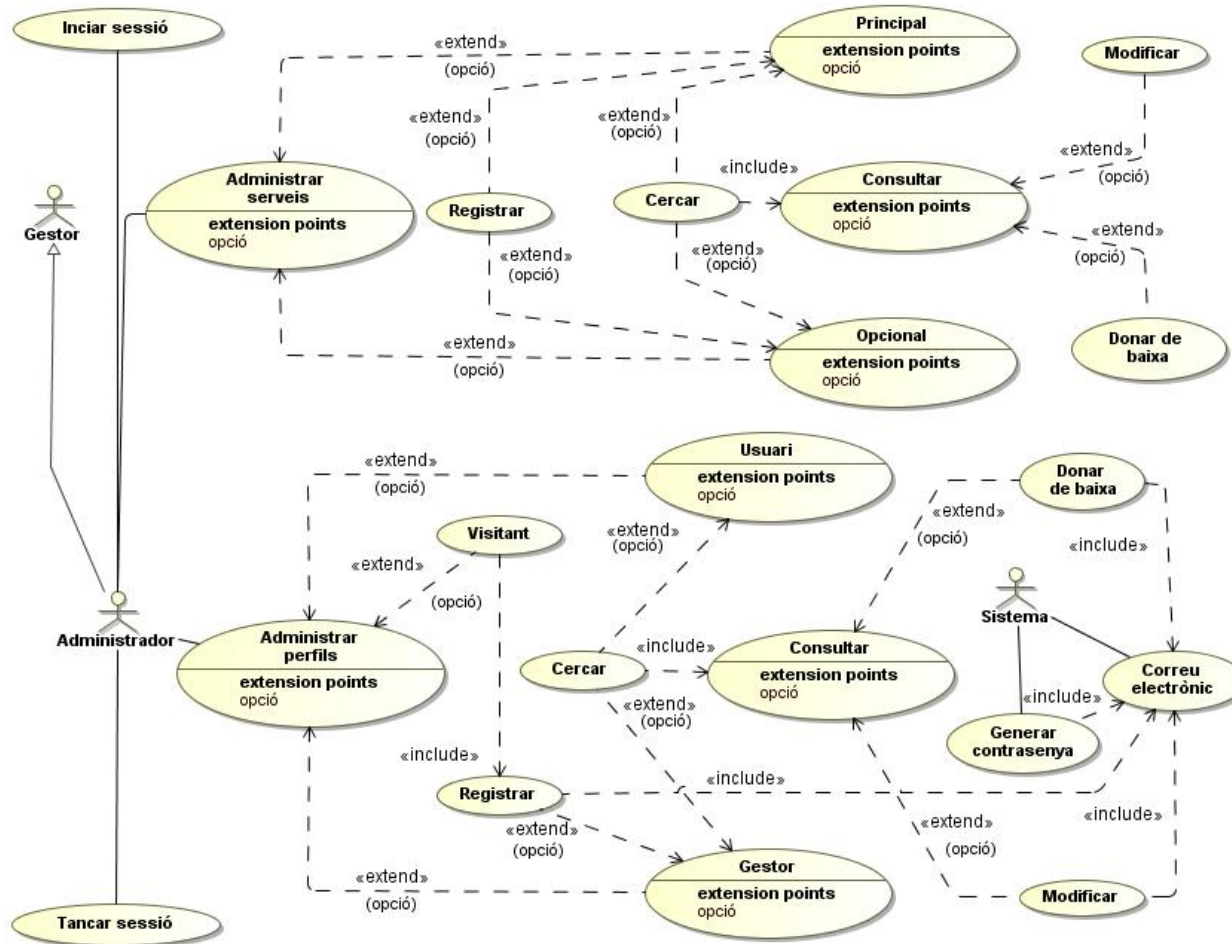 Inciar sessió
Principal
extension points
opció
Modificar
«extend»
(opció)
«extend»
(opció)
«extend»
(opció)
«include»
«extend»
(opció)
Administrar
serveis
extension points
opció
Gestor
Registrar
Cercar
Consultar
extension points
opció
«extend»
(opció)
«extend»
(opció)
«extend»
(opció)
«extend»
(opció)
Opcional
extension points
opció
Donar de
baixa
Usuari
extension points
opció
«extend»
(opció)
Donar
de baixa
Visitant
«extend»
(opció)
«extend»
(opció)
«extend»
(opció)
«include»
Sistema
Administrador
Administrar
perfils
extension points
opció
Cercar
«include»
Consultar
extension points
opció
Correu
electrònic
«include»
Generar
contrasenya
«extend»
(opció)
«include»
Registrar
«include»
«include»
«extend»
(opció)
«extend»
(opció)
«extend»
(opció)
Gestor
extension points
opció
Modificar
Tancar sessió